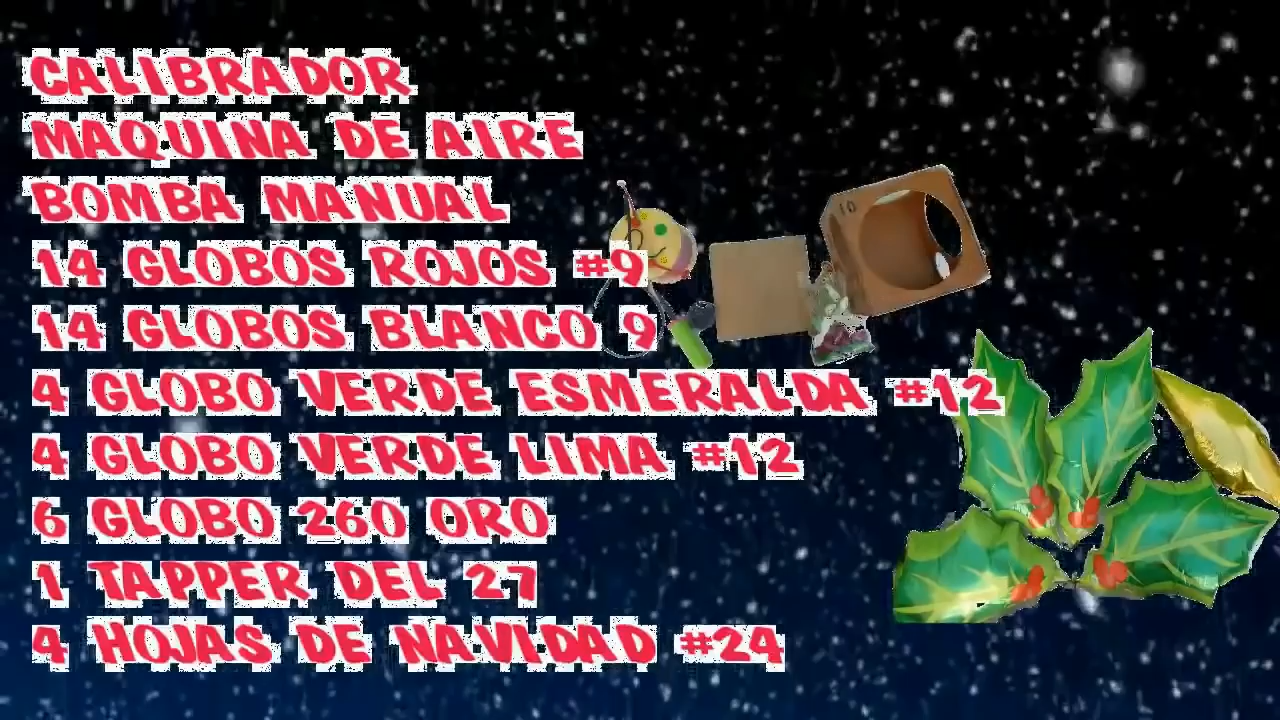 CALIBRADOR
MAQUINA DE AIRE
BOMBA MANUAL
14 GLOBOS ROJOS #9
14 GLOBOS BLANCO 9
4 GLOBO VERDE ESMERALDA #12
4 GLOBO VERDE LIMA #12
6 GLOBO 260 ORO
1 TAPPER DEL 27
4 HOJAS DE NAVIDAD #24